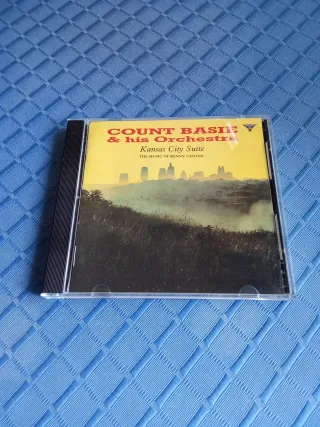 COUNT BASIE
& his Orchestra
Kansas City Suite
THE MUSIC OF BENNY CARTER